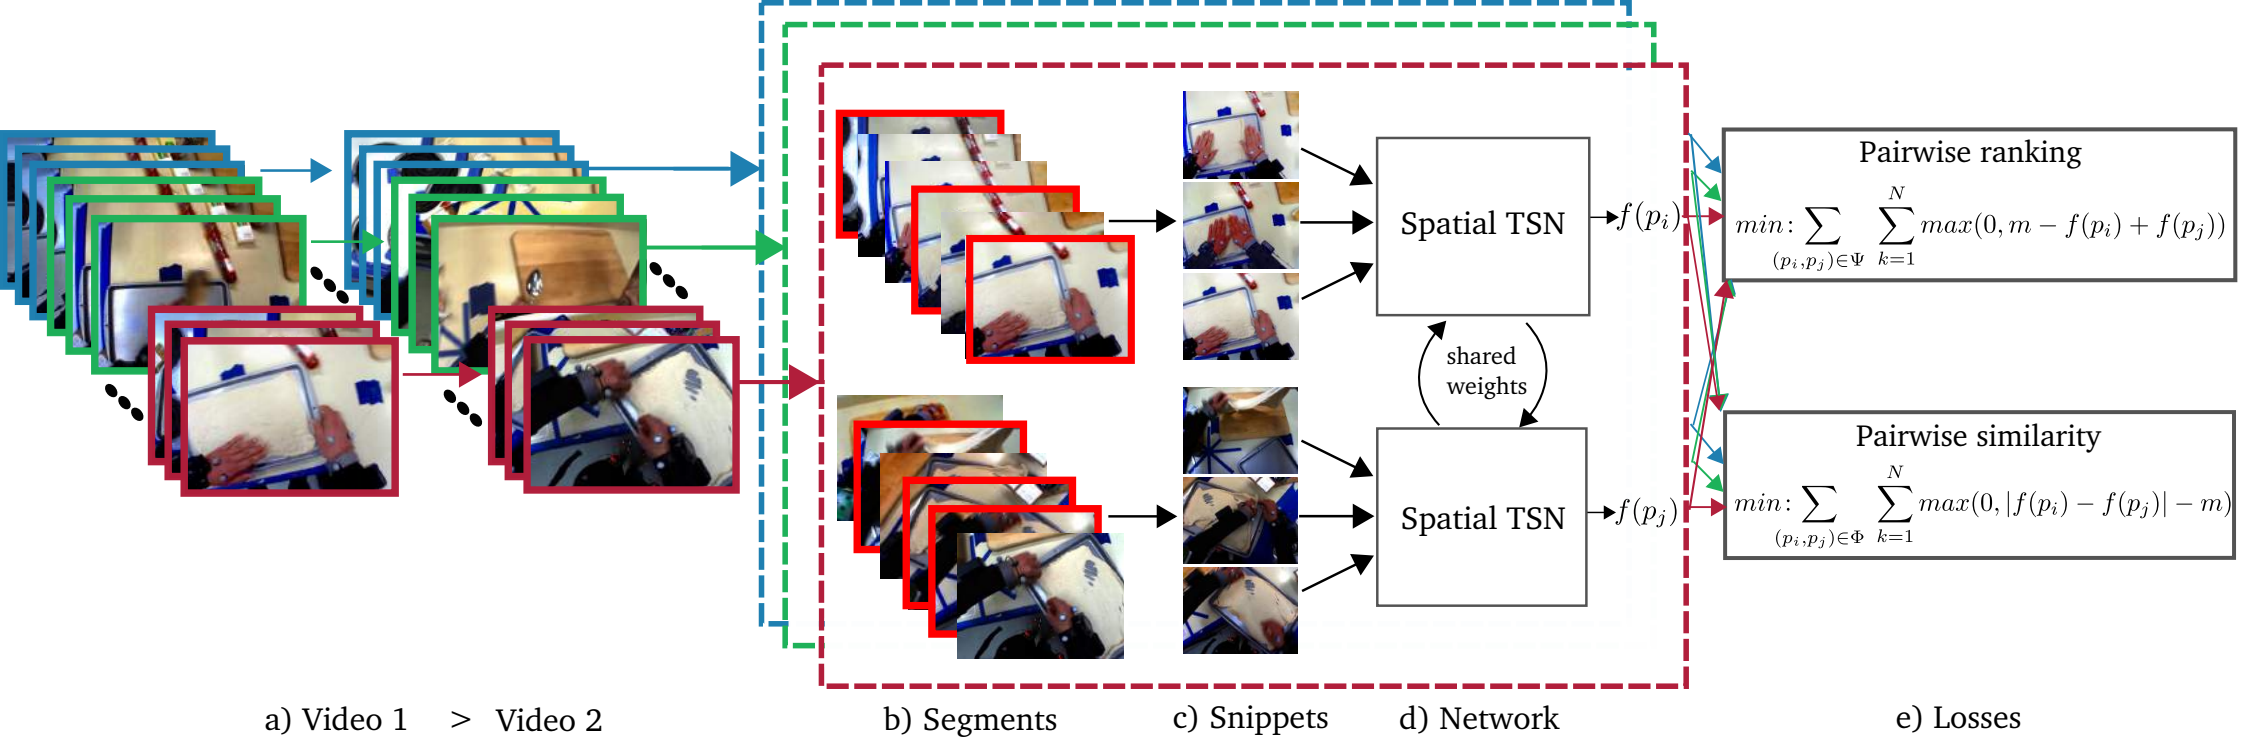 Pairwise ranking
min: ∑ ∑ max(0, m − f(p_i) + f(p_j))
(p_i,p_j)∈Ψ k=1 N
Spatial TSN
f(p_i)
shared
weights
Pairwise similarity
min: ∑ ∑ max(0, |f(p_i) − f(p_j)| − m)
(p_i,p_j)∈Φ k=1 N
Spatial TSN
f(p_j)
a) Video 1 > Video 2
b) Segments
c) Snippets
d) Network
e) Losses